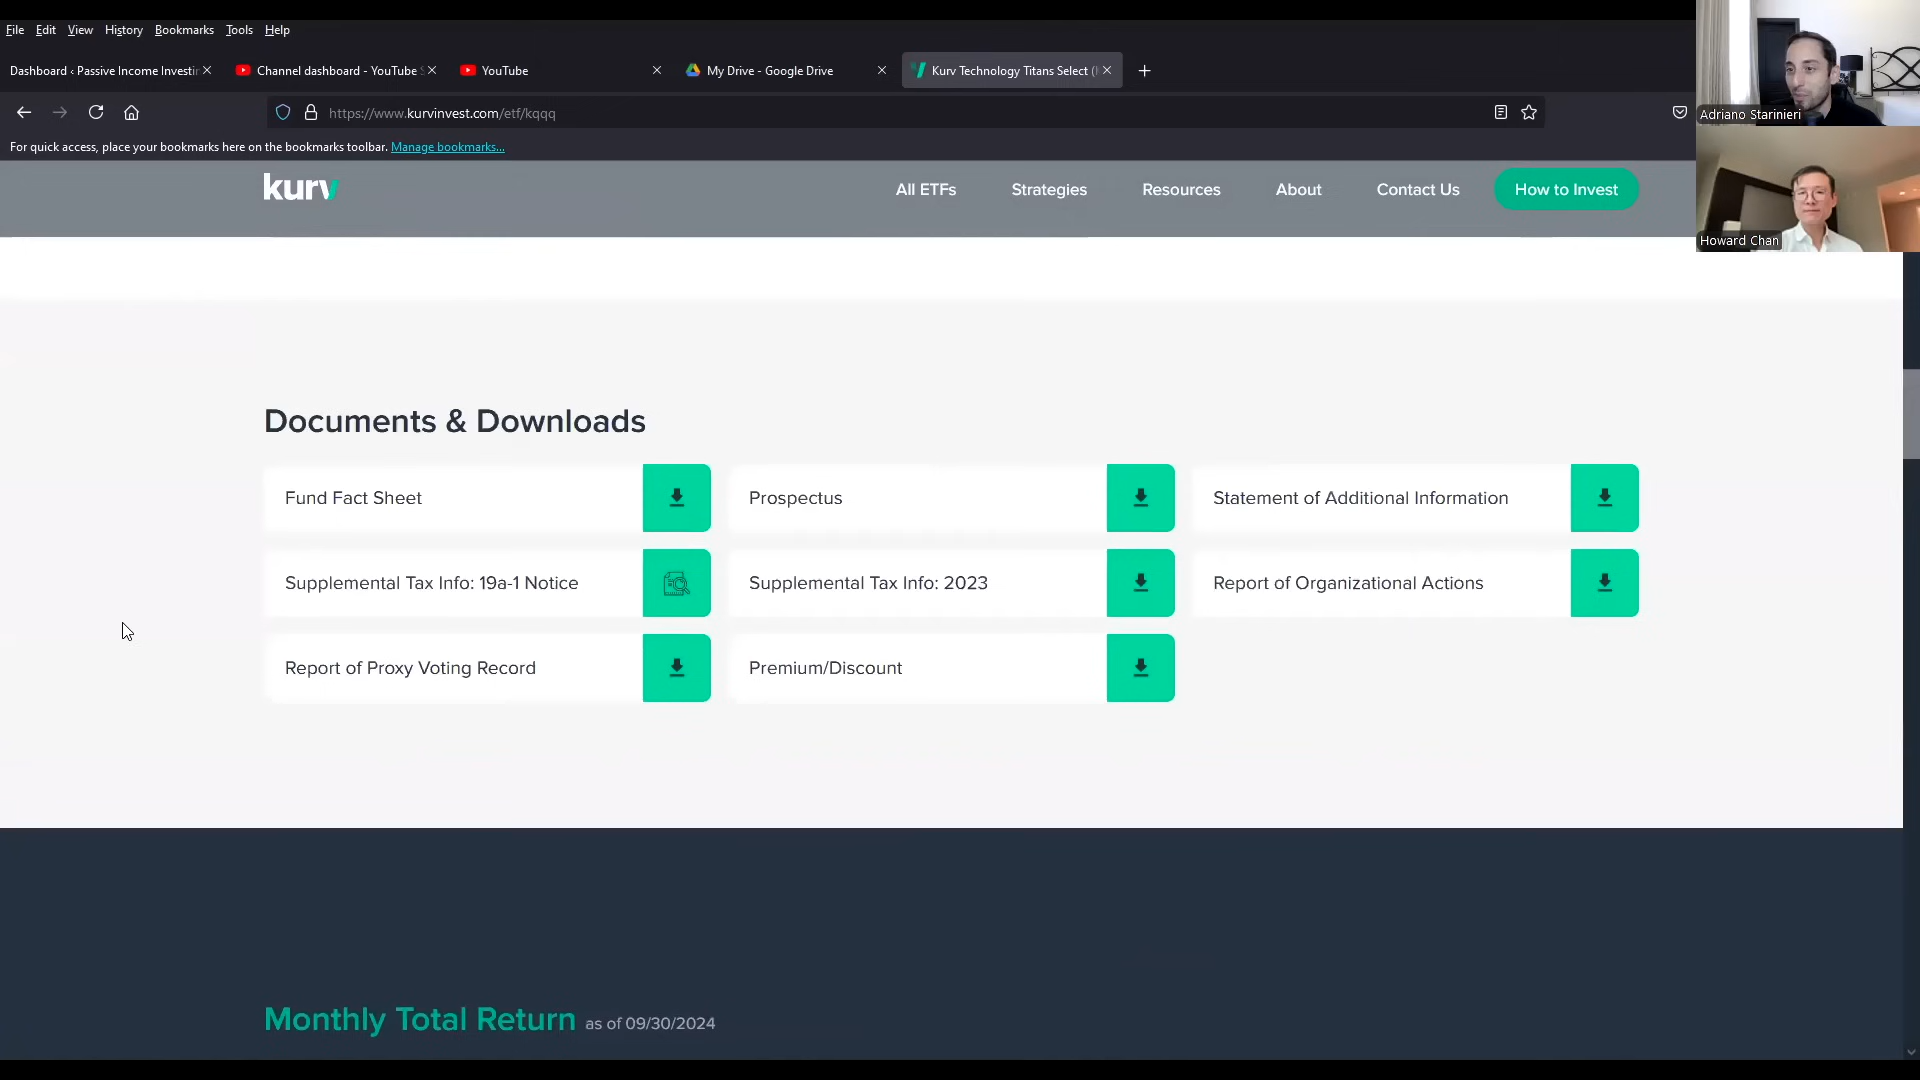 File Edit View History Bookmarks Tools Help
Dashboard ‹ Passive Income Investin
Channel dashboard - YouTube S
YouTube
My Drive - Google Drive
Kurv Technology Titans Select (
https://www.kurvinvest.com/etf/kqqq
For quick access, place your bookmarks here on the bookmarks toolbar. Manage bookmarks...
Adriano Starinieri
kurv
All ETFs
Strategies
Resources
About
Contact Us
How to Invest
Howard Chan
Documents & Downloads
Fund Fact Sheet
Prospectus
Statement of Additional Information
Supplemental Tax Info: 19a-1 Notice
Supplemental Tax Info: 2023
Report of Organizational Actions
Report of Proxy Voting Record
Premium/Discount
Monthly Total Return as of 09/30/2024